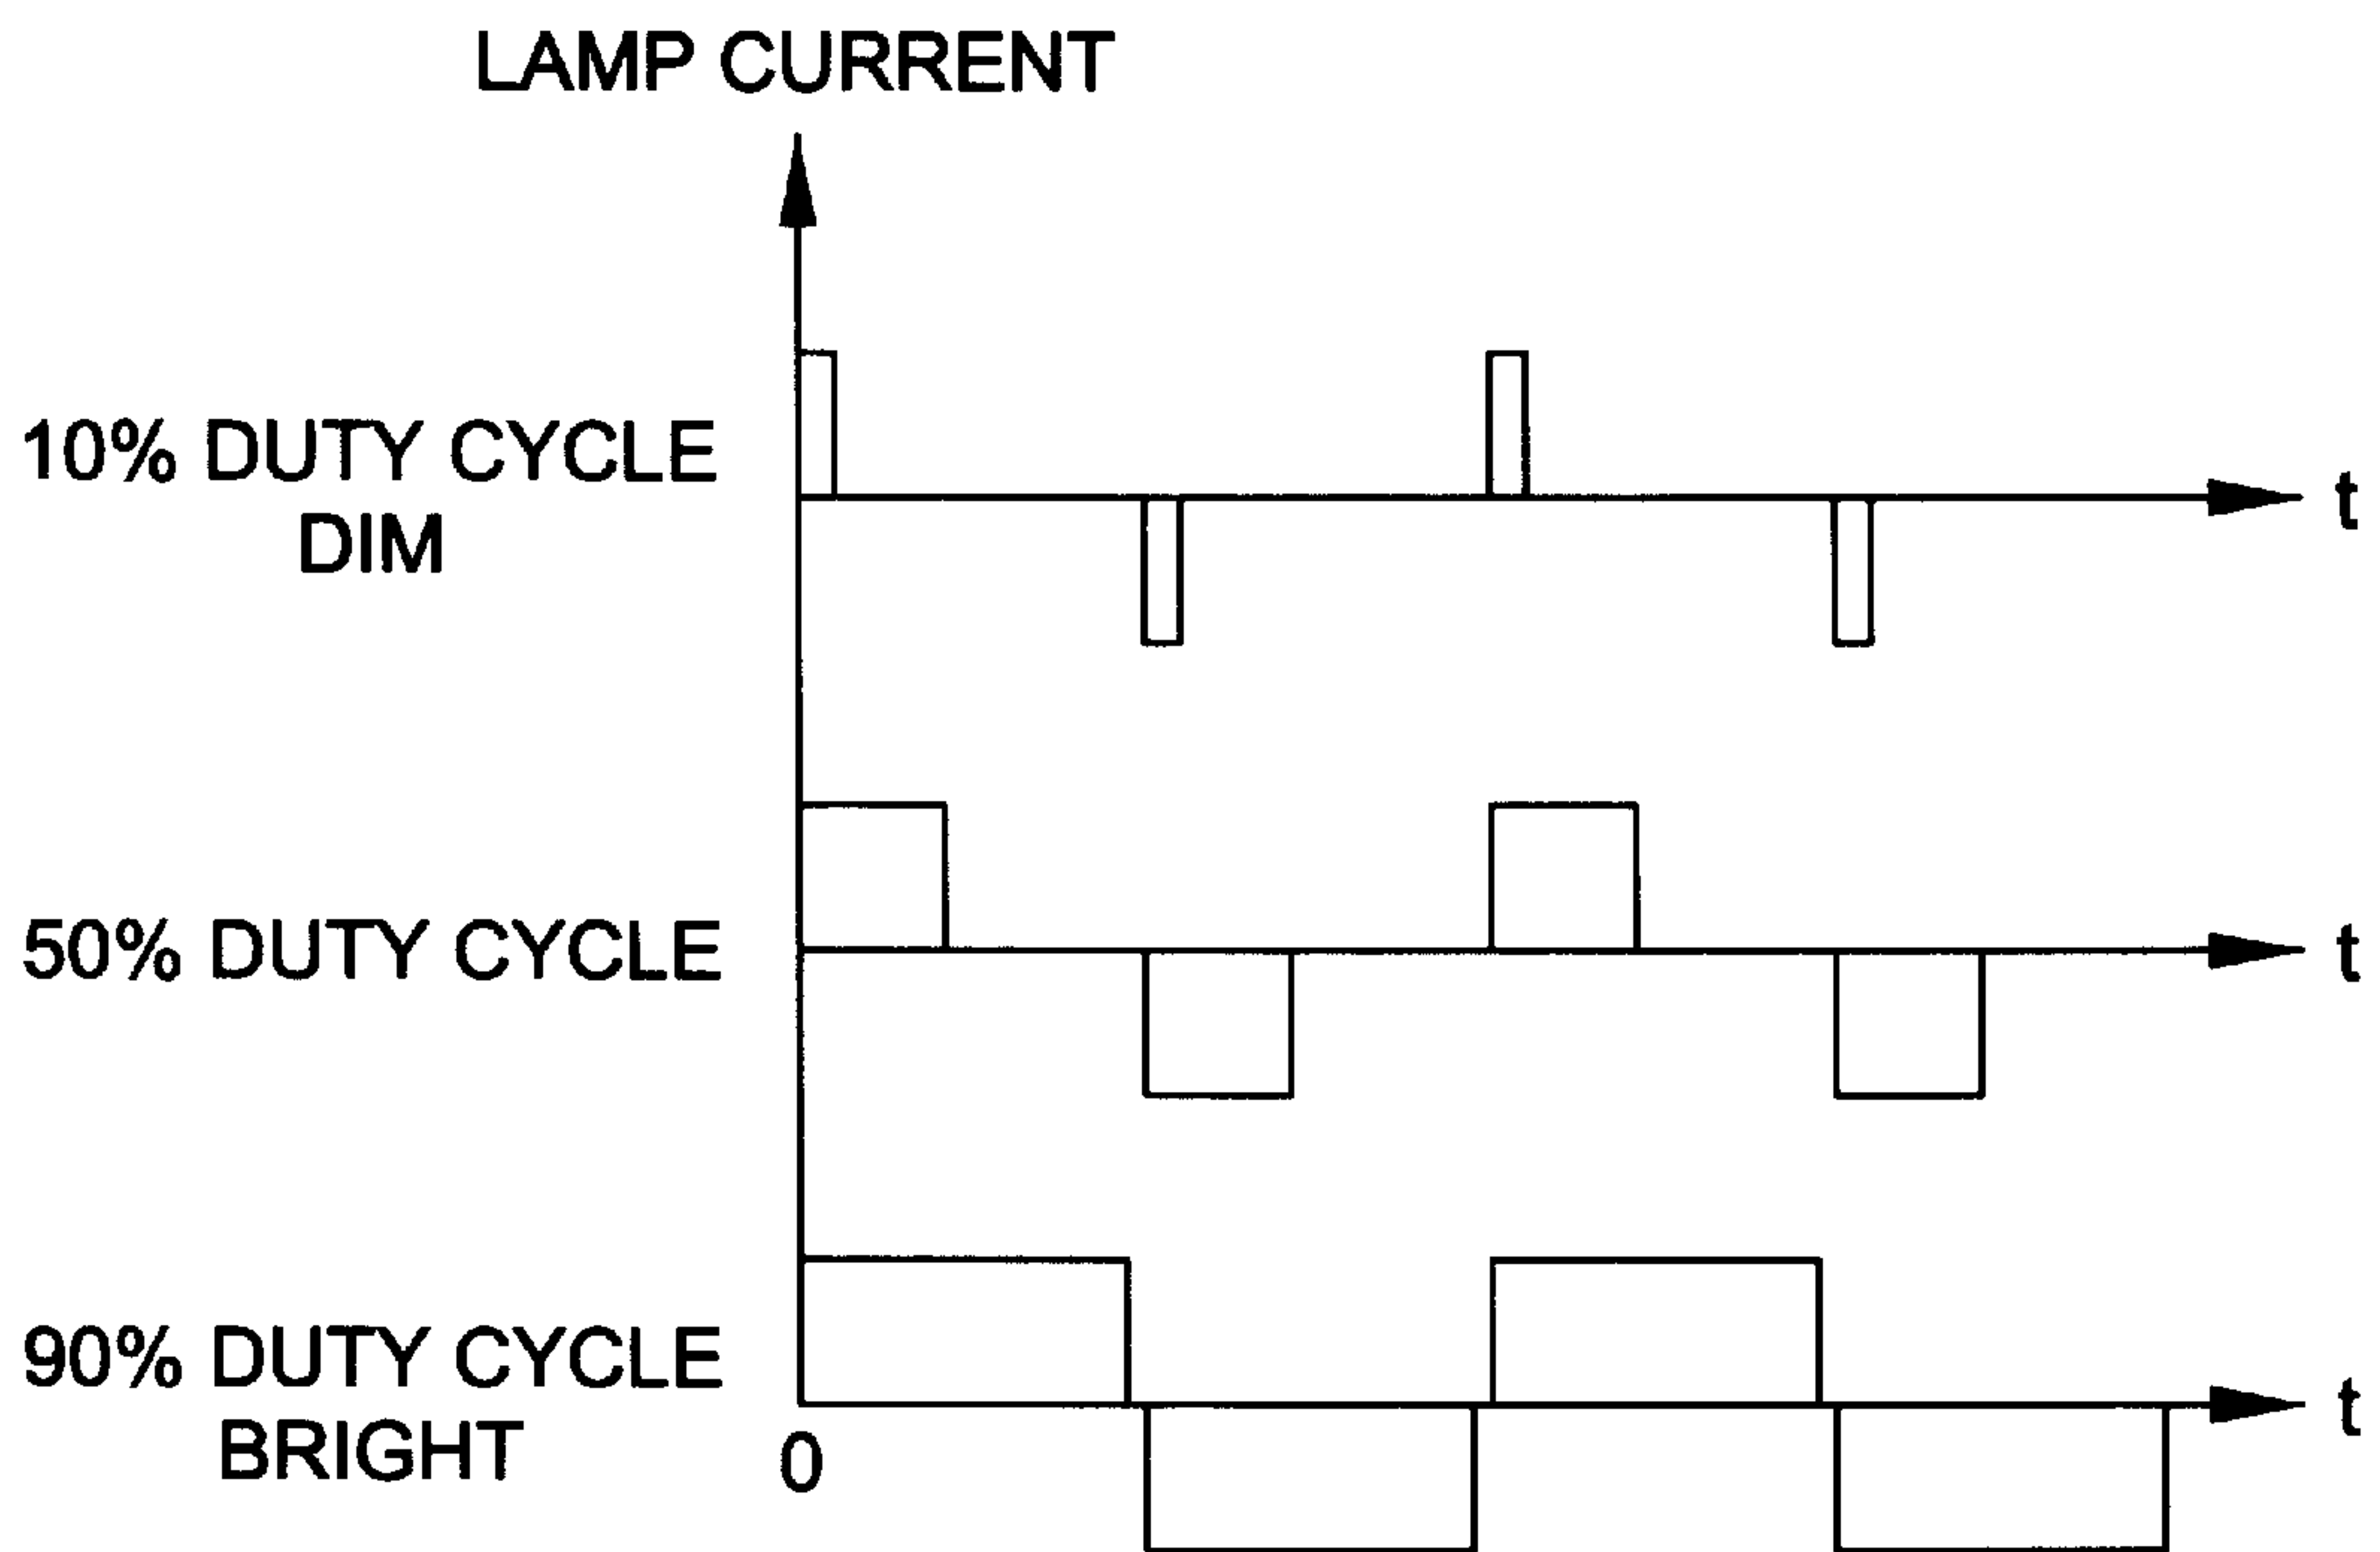 LAMP CURRENT
10% DUTY CYCLE
DIM
t
50% DUTY CYCLE
t
90% DUTY CYCLE
BRIGHT
t
0